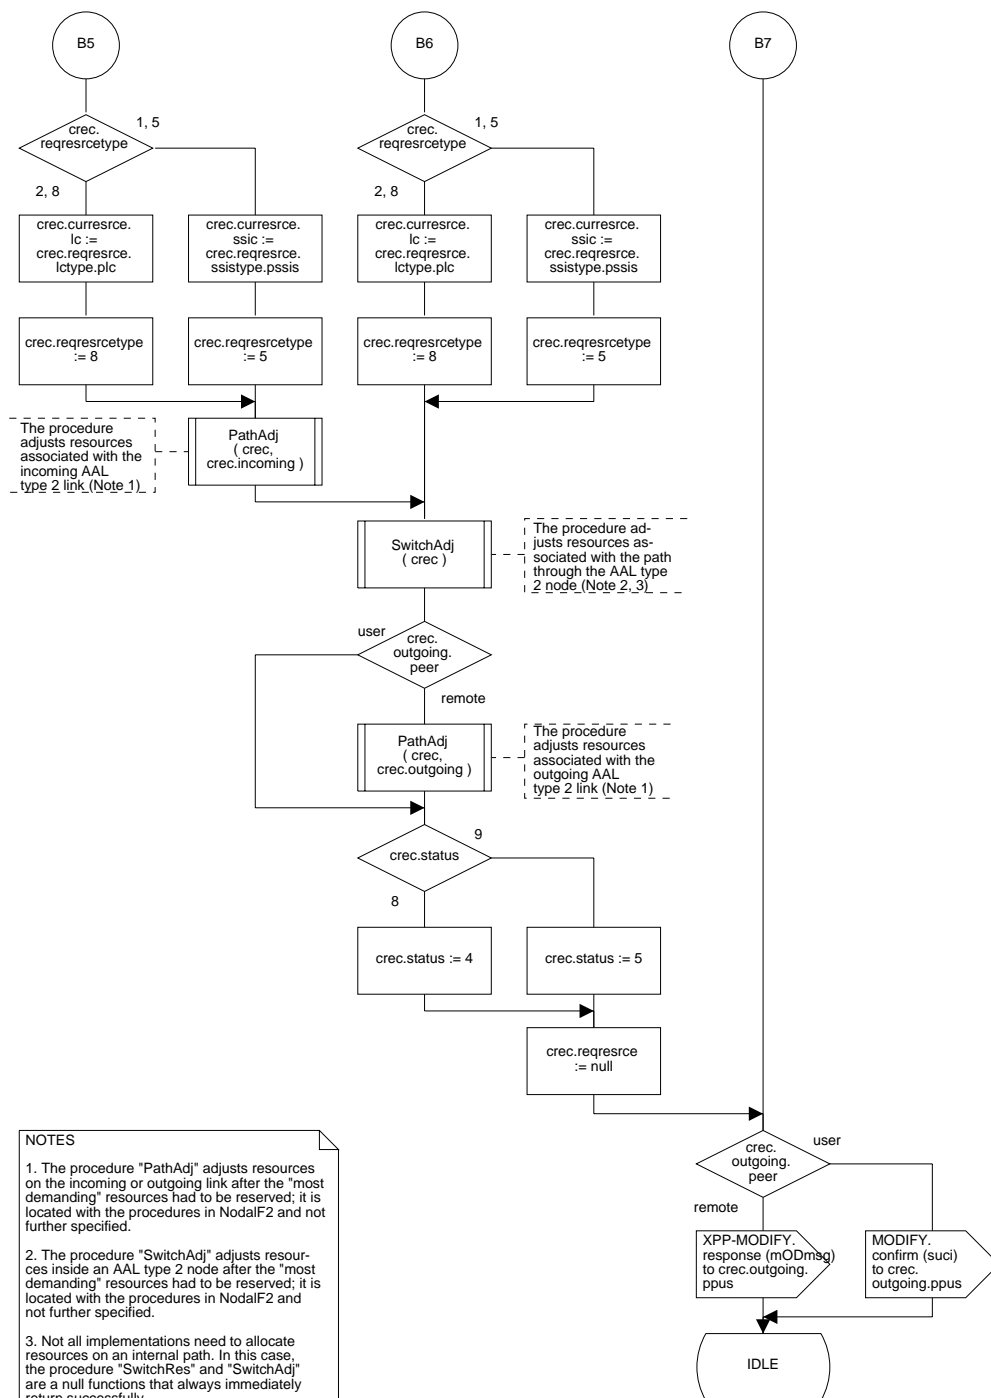 B5
B6
B7
crec.
reqresrcetype
1, 5
2, 8
crec.
reqresrcetype
1, 5
2, 8
crec.curresrce.
lc :=
crec.reqresrce.
lctype.plc
crec.curresrce.
ssic :=
crec.reqresrce.
ssistype.pssis
crec.curresrce.
lc :=
crec.reqresrce.
lctype.plc
crec.curresrce.
ssic :=
crec.reqresrce.
ssistype.pssis
crec.reqresrcetype
:= 8
crec.reqresrcetype
:= 5
crec.reqresrcetype
:= 8
crec.reqresrcetype
:= 5
The procedure
adjusts resources
associated with the
incoming AAL
type 2 link (Note 1)
PathAdj
( crec,
crec.incoming )
SwitchAdj
( crec )
The procedure ad-
justs resources as-
sociated with the path
through the AAL type
2 node (Note 2, 3)
user
crec.
outgoing.
peer
remote
PathAdj
( crec,
crec.outgoing )
The procedure
adjusts resources
associated with the
outgoing AAL
type 2 link (Note 1)
9
crec.status
8
crec.status := 4
crec.status := 5
crec.reqresrce
:= null
crec.
outgoing.
peer
user
remote
XPP-MODIFY.
response (mODmsg)
to crec.outgoing.
ppus
MODIFY.
confirm (suci)
to crec.
outgoing.ppus
IDLE
NOTES
1. The procedure "PathAdj" adjusts resources
on the incoming or outgoing link after the "most
demanding" resources had to be reserved; it is
located with the procedures in NodalF2 and not
further specified.
2. The procedure "SwitchAdj" adjusts resour-
ces inside an AAL type 2 node after the "most
demanding" resources had to be reserved; it is
located with the procedures in NodalF2 and
not further specified.
3. Not all implementations need to allocate
resources on an internal path. In this case,
the procedure "SwitchRes" and "SwitchAdj"
are a null functions that always immediately
return successfully.